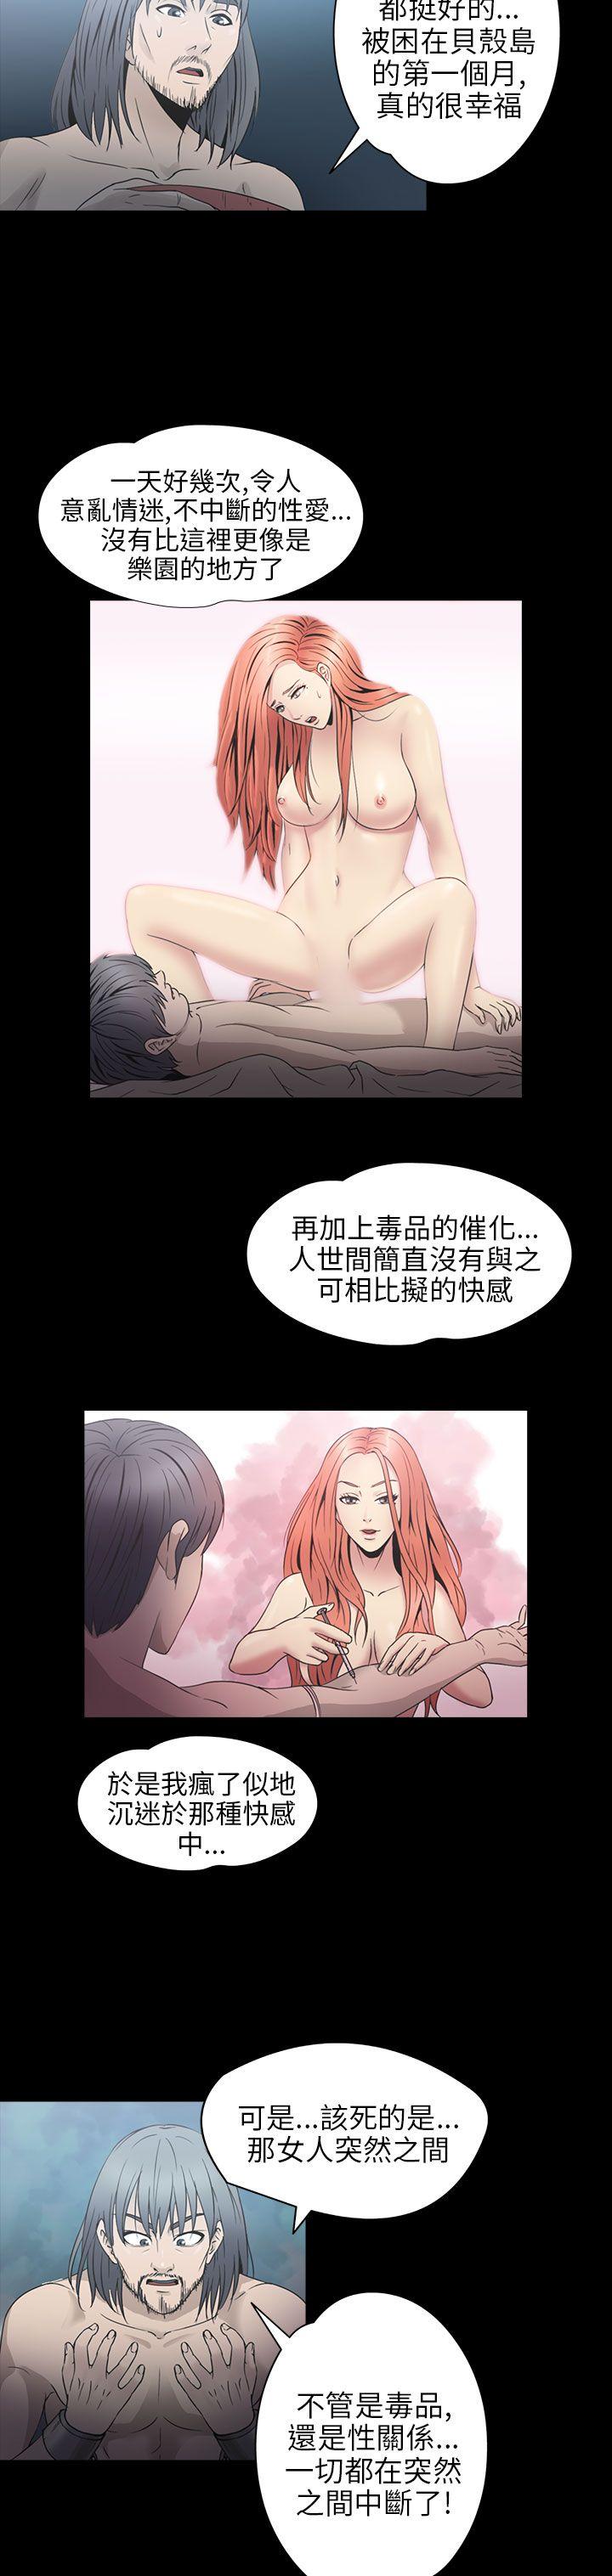 都挺好的...
被困在貝殼島
的第一個月,
真的很幸福
一天好幾次,令人
意亂情迷,不中斷的性愛...
沒有比這裡更像是
樂園的地方了
再加上毒品的催化...
人世間簡直沒有與之
可相比擬的快感
於是我瘋了似地
沉迷於那種快感
中...
可是...該死的是...
那女人突然之間
不管是毒品,
還是性關係...
一切都在突然
之間中斷了!